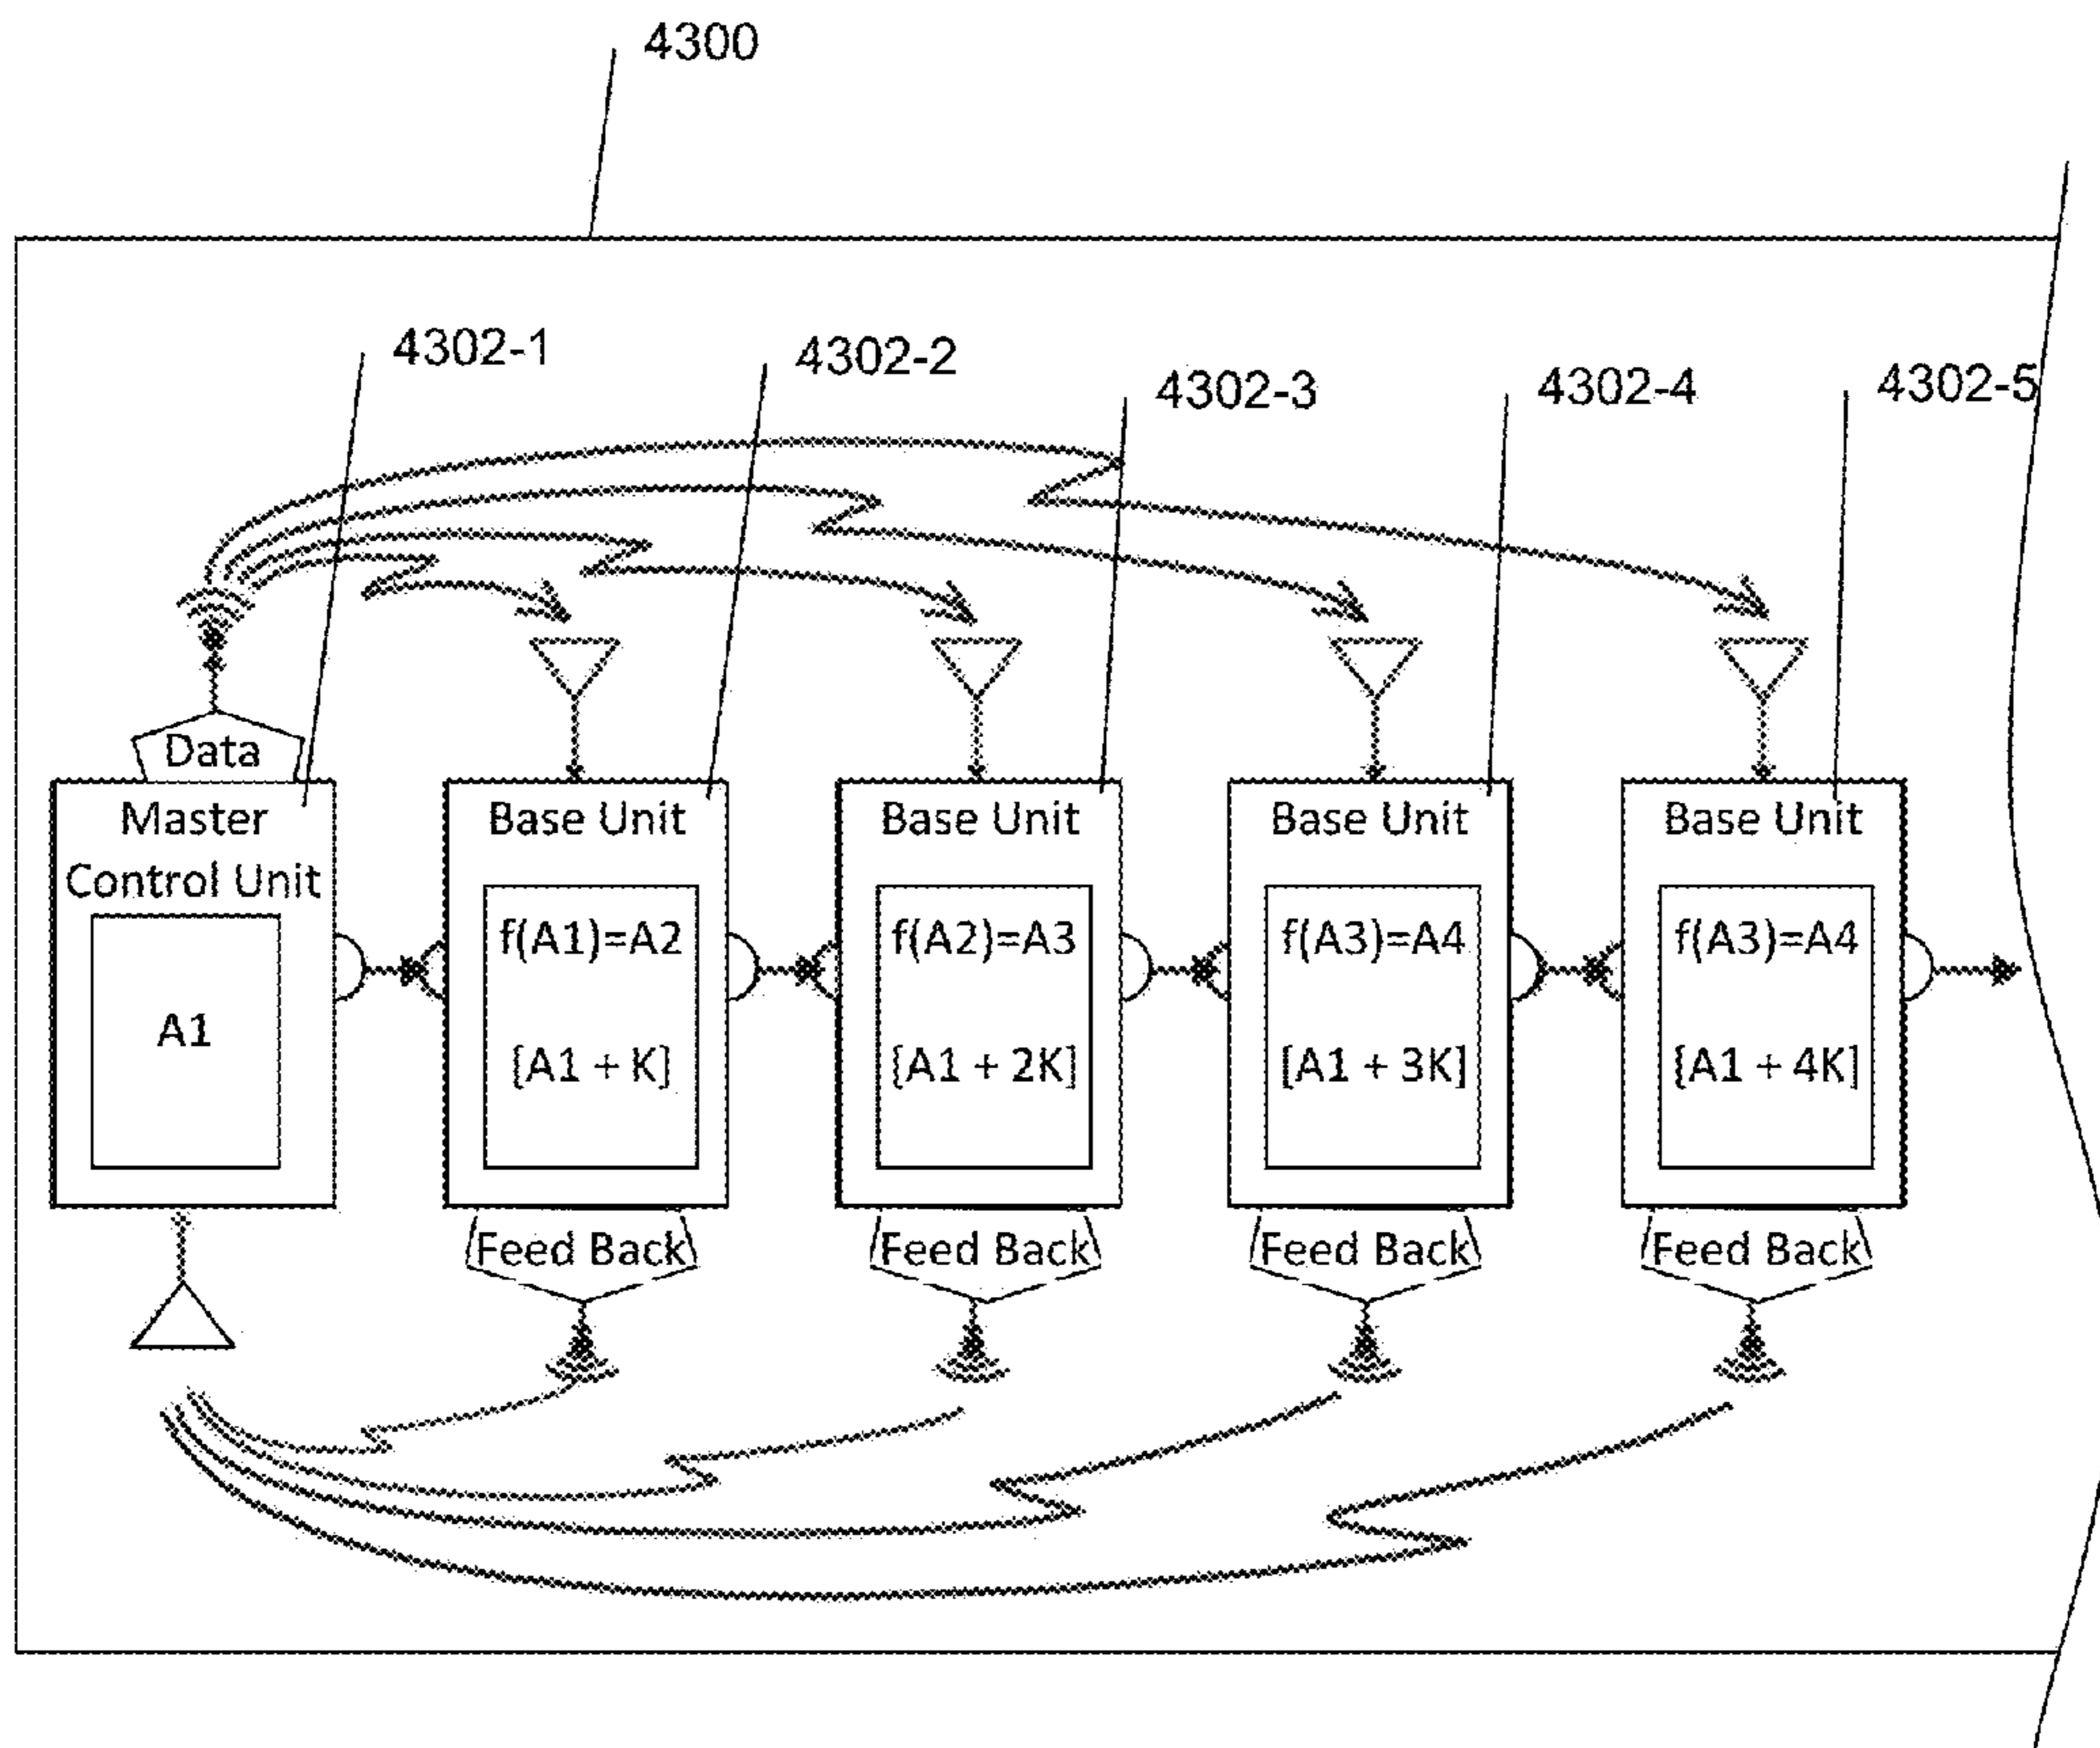 4300
4302-1
4302-2
4302-3
4302-4
4302-5
Data
Master
Control Unit
A1
Base Unit
f(A1)=A2
[A1 + K]
Base Unit
f(A2)=A3
[A1 + 2K]
Base Unit
f(A3)=A4
[A1 + 3K]
Base Unit
f(A3)=A4
[A1 + 4K]
Feed Back
Feed Back
Feed Back
Feed Back